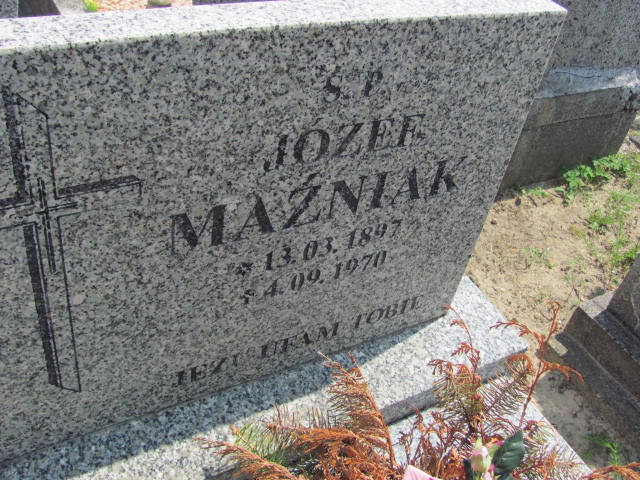 Ś. P.
JÓZEF
MAŹNIAK
* 13. 03. 1897
+ 4. 09. 1970
JEZU UFAM TOBIE